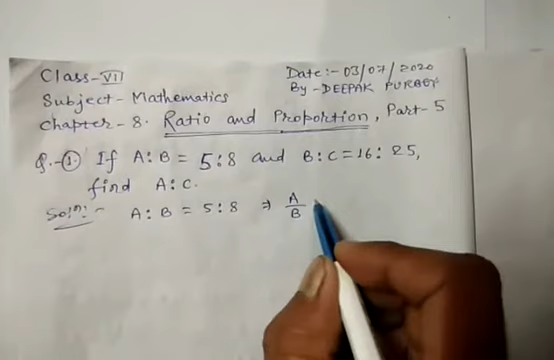 Class-VII
Date:- 03/07/2020
By-DEEPAK PURBEY
Subject-Mathematics
Chapter-8. Ratio and Proportion, Part-5
Q.-① If A:B = 5:8 and B:C=16:25,
find A:C.
Soln:- A:B = 5:8 ⇒ A/B